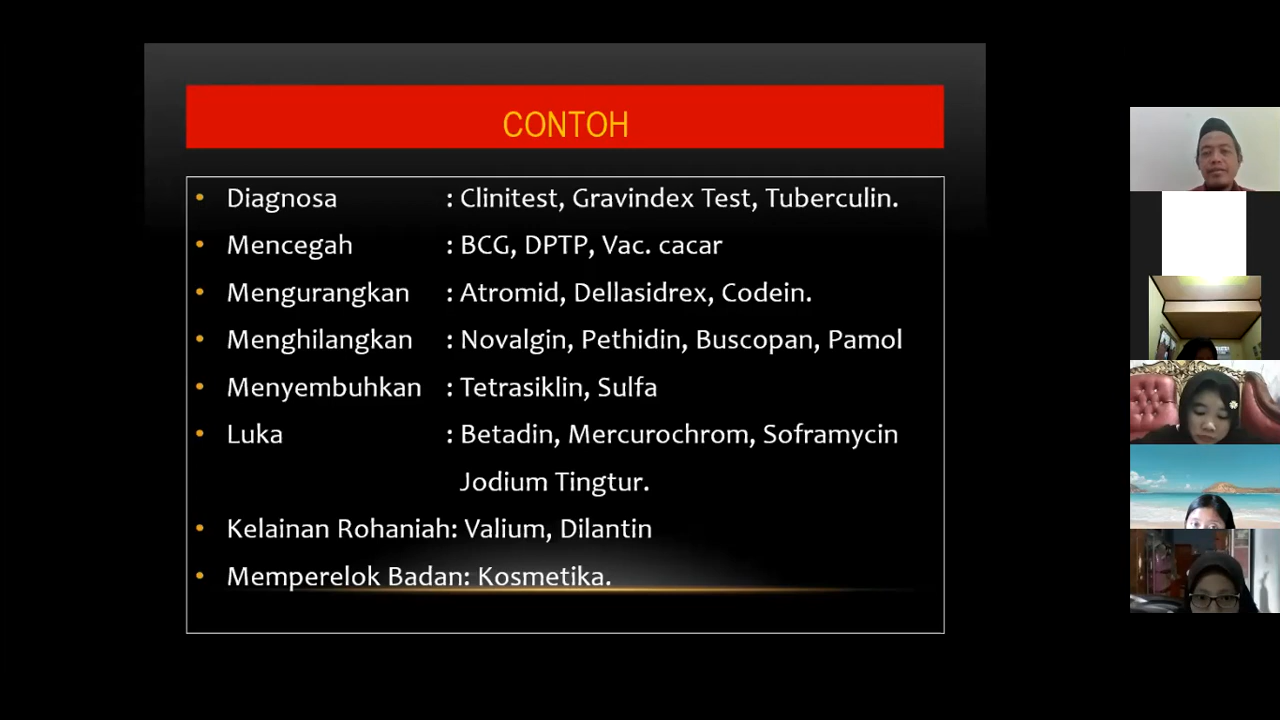 CONTOH
• Diagnosa : Clinitest, Gravindex Test, Tuberculin.
• Mencegah : BCG, DPTP, Vac. cacar
• Mengurangkan : Atromid, Dellasidrex, Codein.
• Menghilangkan : Novalgin, Pethidin, Buscopan, Pamol
• Menyembuhkan : Tetrasiklin, Sulfa
• Luka : Betadin, Mercurochrom, Soframycin
Jodium Tingtur.
• Kelainan Rohaniah: Valium, Dilantin
• Memperelok Badan: Kosmetika.